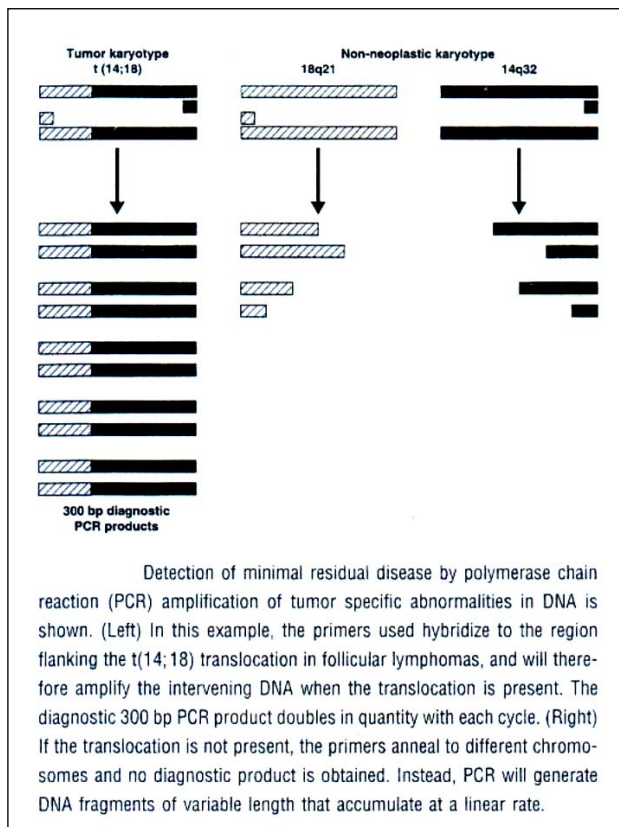 Tumor karyotype
t (14;18)
Non-neoplastic karyotype
18q21 14q32
300 bp diagnostic
PCR products
Detection of minimal residual disease by polymerase chain
reaction (PCR) amplification of tumor specific abnormalities in DNA is
shown. (Left) In this example, the primers used hybridize to the region
flanking the t(14;18) translocation in follicular lymphomas, and will there-
fore amplify the intervening DNA when the translocation is present. The
diagnostic 300 bp PCR product doubles in quantity with each cycle. (Right)
If the translocation is not present, the primers anneal to different chromo-
somes and no diagnostic product is obtained. Instead, PCR will generate
DNA fragments of variable length that accumulate at a linear rate.